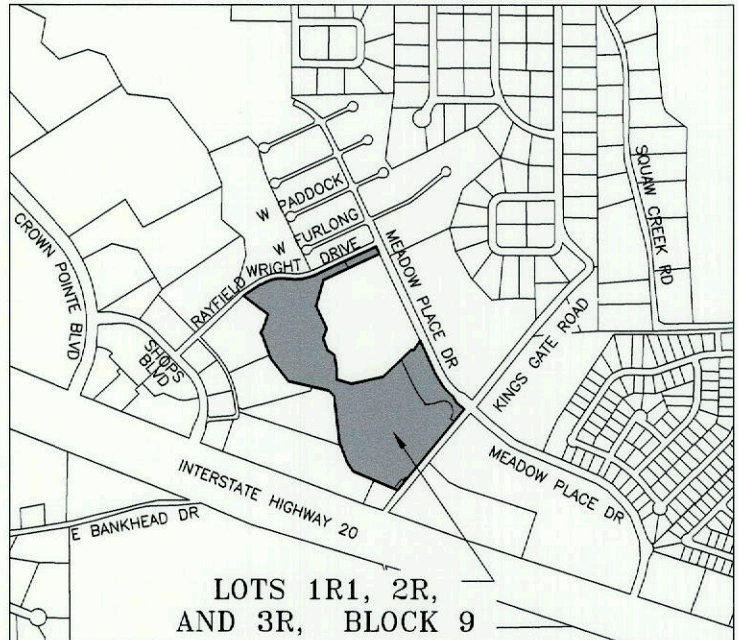 SQUAW CREEK RD
W PADDOCK
W FURLONG
RAYFIELD WRIGHT DRIVE
MEADOW PLACE DR
CROWN POINTE BLVD
SHOPS
BLVD
KINGS GATE ROAD
MEADOW PLACE DR
INTERSTATE HIGHWAY 20
E BANKHEAD DR
LOTS 1R1, 2R,
AND 3R, BLOCK 9